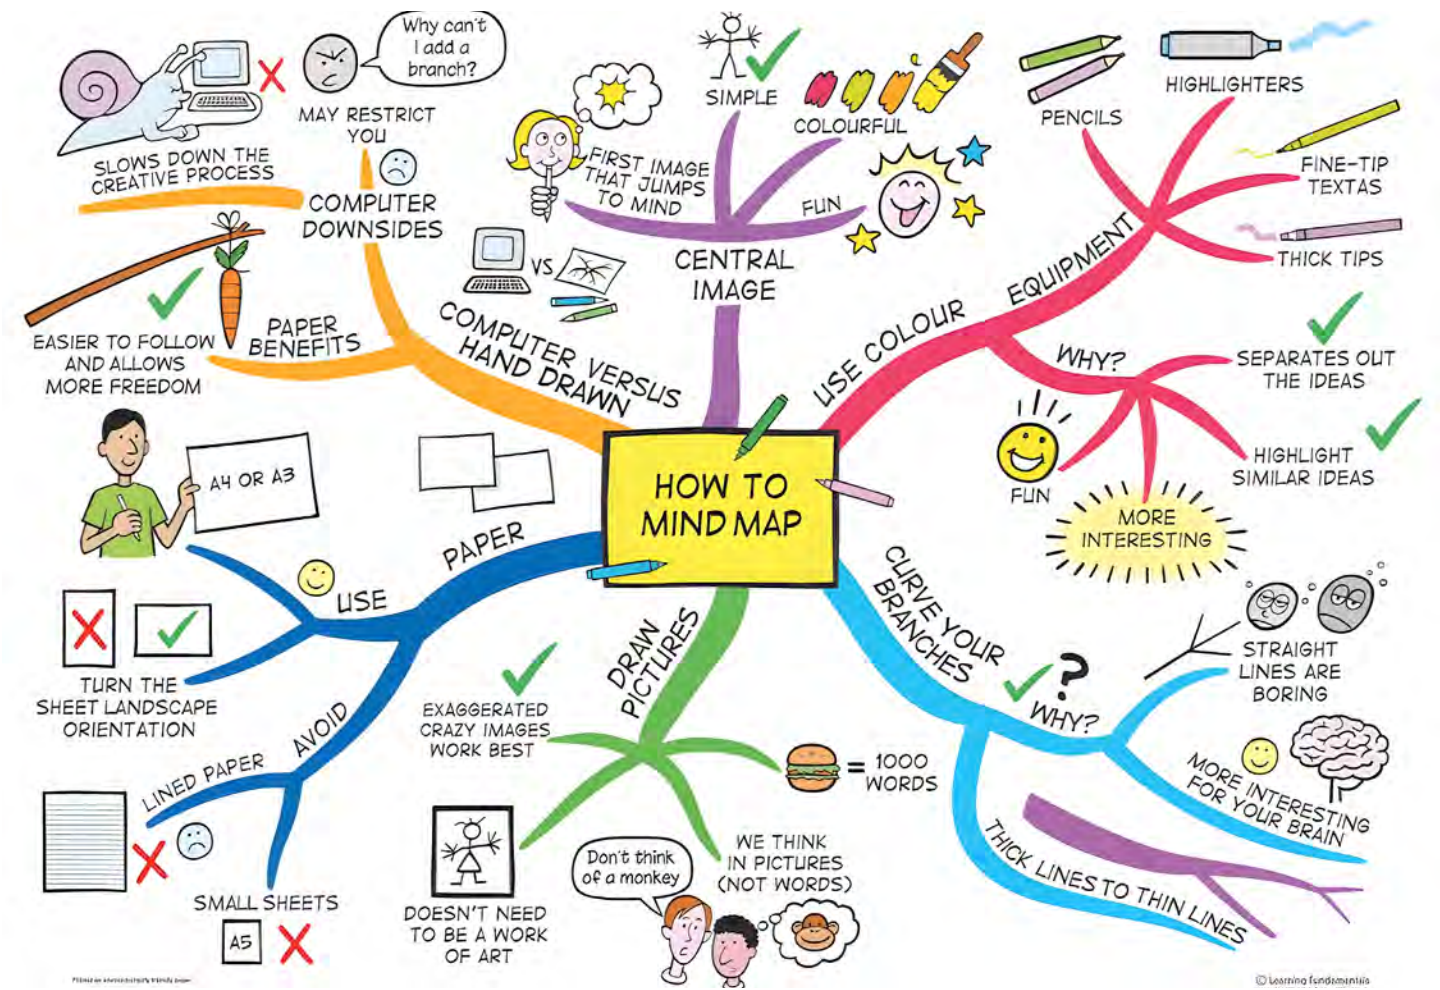 HOW TO
MIND MAP
CENTRAL
IMAGE
FIRST IMAGE
THAT JUMPS
TO MIND
SIMPLE
COLOURFUL
FUN
USE COLOUR
EQUIPMENT
PENCILS
HIGHLIGHTERS
FINE-TIP
TEXTAS
THICK TIPS
WHY?
SEPARATES OUT
THE IDEAS
HIGHLIGHT
SIMILAR IDEAS
MORE
INTERESTING
FUN
CURVE YOUR
BRANCHES
WHY?
STRAIGHT
LINES ARE
BORING
MORE INTERESTING
FOR YOUR BRAIN
THICK LINES TO THIN LINES
DRAW
PICTURES
= 1000
WORDS
WE THINK
IN PICTURES
(NOT WORDS)
Don't think
of a monkey
DOESN'T NEED
TO BE A WORK
OF ART
EXAGGERATED
CRAZY IMAGES
WORK BEST
PAPER
USE
A4 OR A3
TURN THE
SHEET LANDSCAPE
ORIENTATION
AVOID
LINED PAPER
SMALL SHEETS
A5
COMPUTER VERSUS
HAND DRAWN
VS
PAPER
BENEFITS
EASIER TO FOLLOW
AND ALLOWS
MORE FREEDOM
COMPUTER
DOWNSIDES
SLOWS DOWN THE
CREATIVE PROCESS
MAY RESTRICT
YOU
Why can't
I add a
branch?
Printed on environmentally friendly paper
© Learning Fundamentals